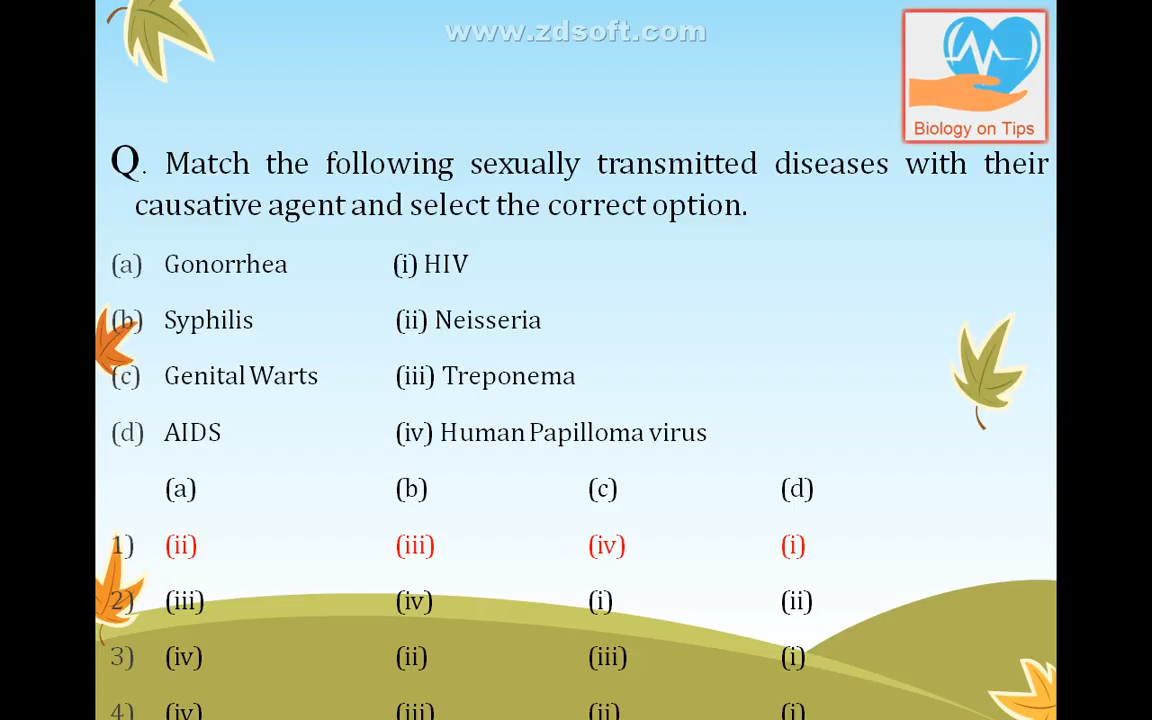 www.zdsoft.com
Biology on Tips
Q. Match the following sexually transmitted diseases with their
causative agent and select the correct option.
(a) Gonorrhea (i) HIV
(b) Syphilis (ii) Neisseria
(c) Genital Warts (iii) Treponema
(d) AIDS (iv) Human Papilloma virus
(a) (b) (c) (d)
1) (ii) (iii) (iv) (i)
2) (iii) (iv) (i) (ii)
3) (iv) (ii) (iii) (i)
4) (iv) (iii) (ii) (i)